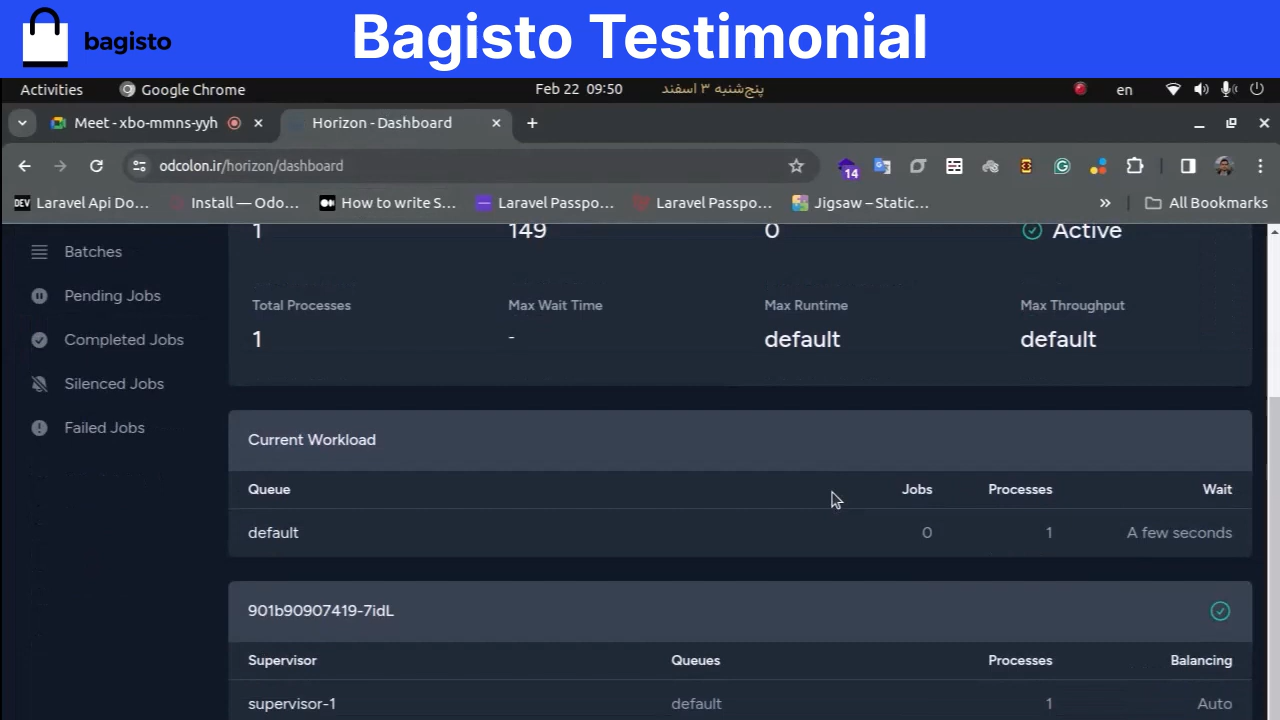 bagisto
Bagisto Testimonial
Activities Google Chrome Feb 22 09:50 پنج‌شنبه ۳ اسفند en
Meet - xbo-mmns-yyh Horizon - Dashboard
odcolon.ir/horizon/dashboard 14
DEV Laravel Api Do... Install — Odo... How to write S... Laravel Passpo... Laravel Passpo... Jigsaw – Static... All Bookmarks
Batches
Pending Jobs
Completed Jobs
Silenced Jobs
Failed Jobs
1 149 0 Active
Total Processes Max Wait Time Max Runtime Max Throughput
1 - default default
Current Workload
Queue Jobs Processes Wait
default 0 1 A few seconds
901b90907419-7idL
Supervisor Queues Processes Balancing
supervisor-1 default 1 Auto